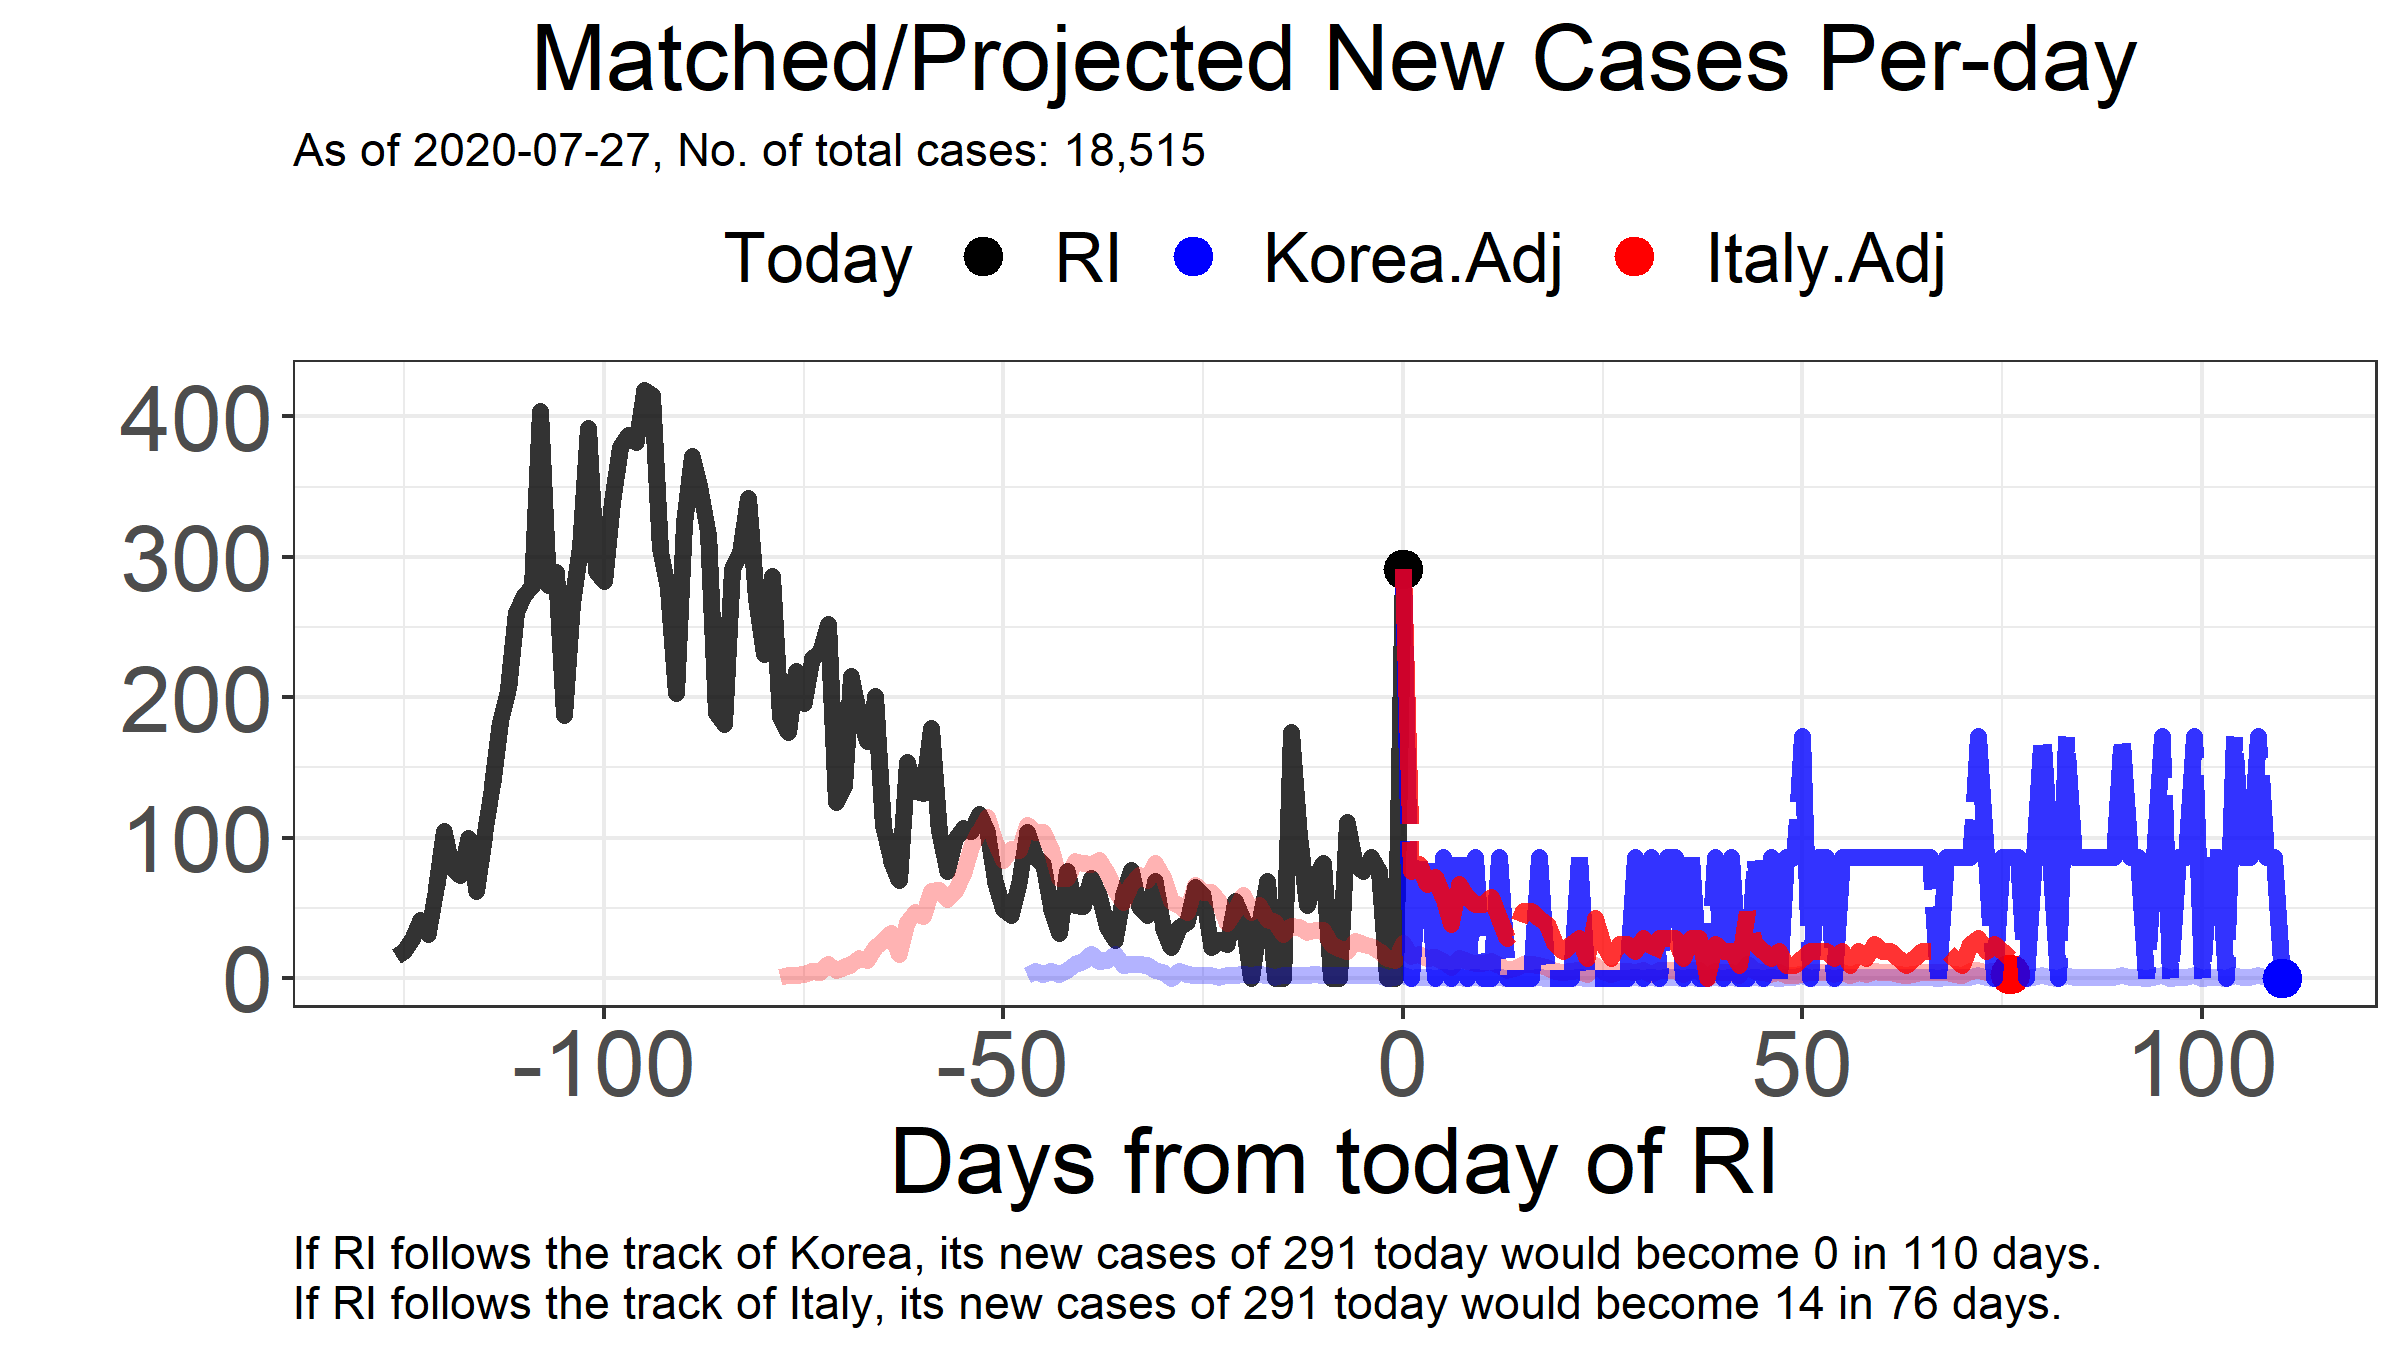 Matched/Projected New Cases Per-day
As of 2020-07-27, No. of total cases: 18,515
Today RI Korea.Adj Italy.Adj
400
300
200
100
0
-100 -50 0 50 100
Days from today of RI
If RI follows the track of Korea, its new cases of 291 today would become 0 in 110 days.
If RI follows the track of Italy, its new cases of 291 today would become 14 in 76 days.